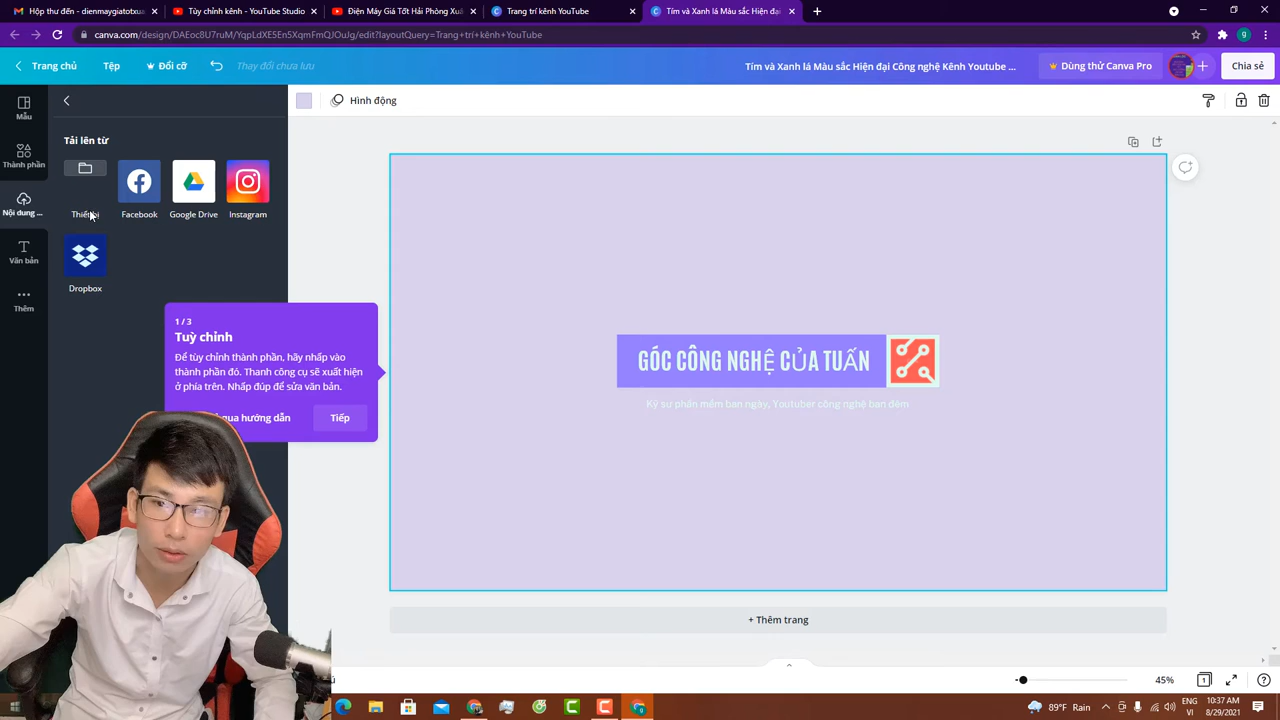 Hộp thư đến - dienmaygiatotxua
Tùy chỉnh kênh - YouTube Studio
Điện Máy Giá Tốt Hải Phòng Xuấ
Trang trí kênh YouTube
Tím và Xanh lá Màu sắc Hiện đại
canva.com/design/DAEoc8U7ruM/YqpLdXE5En5XqmFmQJOuJg/edit?layoutQuery=Trang+trí+kênh+YouTube
g
Trang chủ
Tệp
Đổi cỡ
Thay đổi chưa lưu
Tím và Xanh lá Màu sắc Hiện đại Công nghệ Kênh Youtube ...
Dùng thử Canva Pro
Chia sẻ
Mẫu
Thành phần
Nội dung ...
Văn bản
Thêm
Hình động
Tải lên từ
Facebook
Google Drive
Instagram
Dropbox
1 / 3
Tuỳ chỉnh
Để tùy chỉnh thành phần, hãy nhấp vào
thành phần đó. Thanh công cụ sẽ xuất hiện
ở phía trên. Nhấp đúp để sửa văn bản.
qua hướng dẫn
Tiếp
GÓC CÔNG NGHỆ CỦA TUẤN
Kỹ sư phần mềm ban ngày, Youtuber công nghệ ban đêm
+ Thêm trang
45%
1
89°F Rain
ENG
VI
10:37 AM
8/29/2021